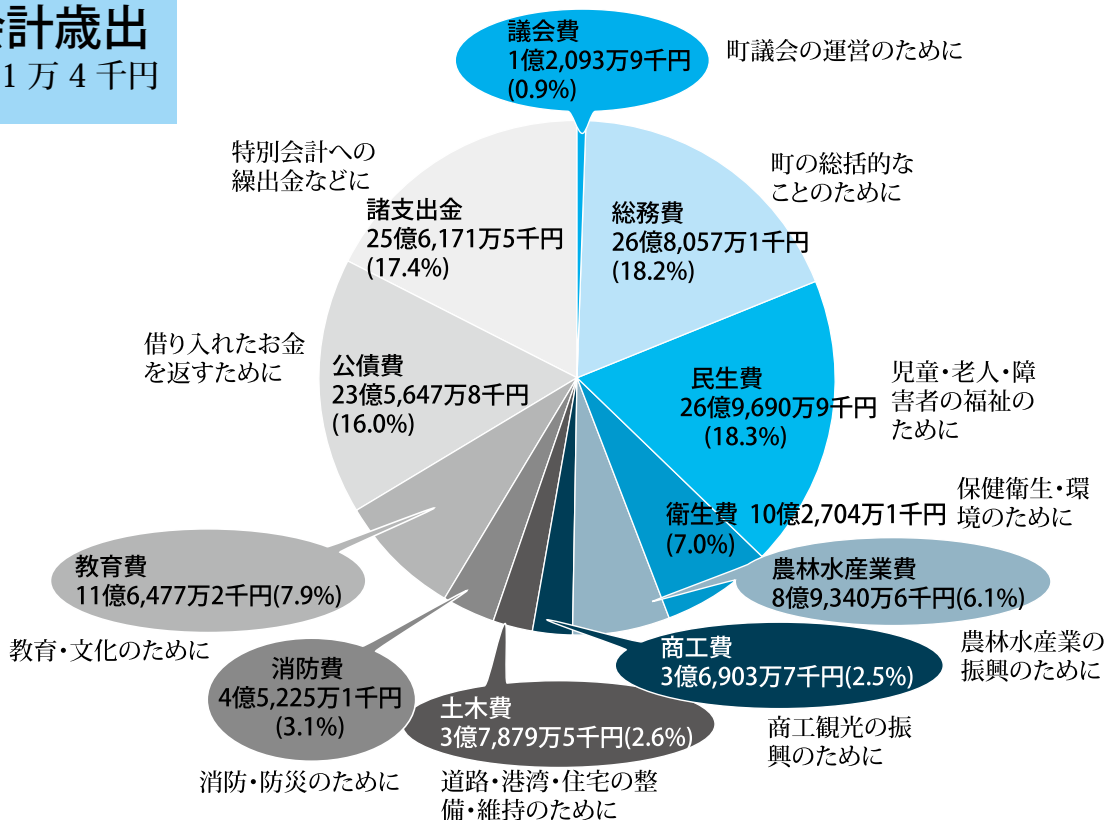 計歳出
1万4千円
議会費
1億2,093万9千円
(0.9%)
町議会の運営のために
特別会計への
繰出金などに
諸支出金
25億6,171万5千円
(17.4%)
町の総括的な
ことのために
総務費
26億8,057万1千円
(18.2%)
借り入れたお金
を返すために
公債費
23億5,647万8千円
(16.0%)
民生費
26億9,690万9千円
(18.3%)
児童・老人・障
害者の福祉の
ために
衛生費 10億2,704万1千円
(7.0%)
保健衛生・環
境のために
教育費
11億6,477万2千円(7.9%)
教育・文化のために
農林水産業費
8億9,340万6千円(6.1%)
農林水産業の
振興のために
消防費
4億5,225万1千円
(3.1%)
消防・防災のために
土木費
3億7,879万5千円(2.6%)
道路・港湾・住宅の整
備・維持のために
商工費
3億6,903万7千円(2.5%)
商工観光の振
興のために